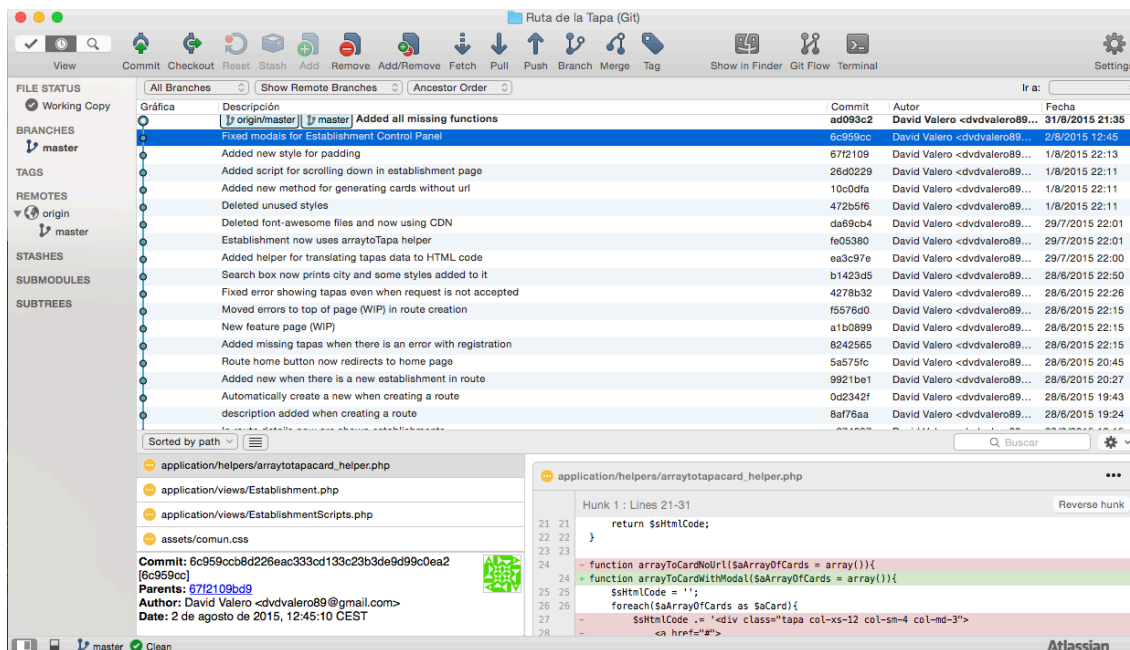 Ruta de la Tapa (Git)
View Commit Checkout Reset Stash Add Remove Add/Remove Fetch Pull Push Branch Merge Tag Show in Finder Git Flow Terminal Setting
FILE STATUS
Working Copy
BRANCHES
master
TAGS
REMOTES
origin
master
STASHES
SUBMODULES
SUBTREES
All Branches Show Remote Branches Ancestor Order Ir a:
Gráfica Descripción Commit Autor Fecha
origin/master master Added all missing functions ad093c2 David Valero <dvdvalero89... 31/8/2015 21:35
Fixed modals for Establishment Control Panel 6c959cc David Valero <dvdvalero89... 2/8/2015 12:45
Added new style for padding 67f2109 David Valero <dvdvalero89... 1/8/2015 22:13
Added script for scrolling down in establishment page 26d0229 David Valero <dvdvalero89... 1/8/2015 22:11
Added new method for generating cards without url 10c0dfa David Valero <dvdvalero89... 1/8/2015 22:11
Deleted unused styles 472b5f6 David Valero <dvdvalero89... 1/8/2015 22:11
Deleted font-awesome files and now using CDN da69cb4 David Valero <dvdvalero89... 29/7/2015 22:01
Establishment now uses arraytoTapa helper fe05380 David Valero <dvdvalero89... 29/7/2015 22:01
Added helper for translating tapas data to HTML code ea3c97e David Valero <dvdvalero89... 29/7/2015 22:00
Search box now prints city and some styles added to it b1423d5 David Valero <dvdvalero89... 28/6/2015 22:50
Fixed error showing tapas even when request is not accepted 4278b32 David Valero <dvdvalero89... 28/6/2015 22:26
Moved errors to top of page (WIP) in route creation f5576d0 David Valero <dvdvalero89... 28/6/2015 22:15
New feature page (WIP) a1b0899 David Valero <dvdvalero89... 28/6/2015 22:15
Added missing tapas when there is an error with registration 8242565 David Valero <dvdvalero89... 28/6/2015 22:15
Route home button now redirects to home page 5a575fc David Valero <dvdvalero89... 28/6/2015 20:45
Added new when there is a new establishment in route 9921be1 David Valero <dvdvalero89... 28/6/2015 20:27
Automatically create a new when creating a route 0d2342f David Valero <dvdvalero89... 28/6/2015 19:43
description added when creating a route 8af76aa David Valero <dvdvalero89... 28/6/2015 19:24
Sorted by path Buscar
application/helpers/arraytotapacard_helper.php
application/views/Establishment.php
application/views/EstablishmentScripts.php
assets/comun.css
Commit: 6c959ccb8d226eac333cd133c23b3de9d99c0ea2
[6c959cc]
Parents: 67f2109bd9
Author: David Valero <dvdvalero89@gmail.com>
Date: 2 de agosto de 2015, 12:45:10 CEST
application/helpers/arraytotapacard_helper.php
Hunk 1 : Lines 21-31 Reverse hunk
21 21 return $sHtmlCode;
22 22 }
23 23
24 - function arrayToCardNoUrl($aArrayOfCards = array()){
24 + function arrayToCardWithModal($aArrayOfCards = array()){
25 25 $sHtmlCode = '';
26 26 foreach($aArrayOfCards as $aCard){
27 - $sHtmlCode .= '<div class="tapa col-xs-12 col-sm-4 col-md-3">
28 - <a href="#">
master Clean Atlassian